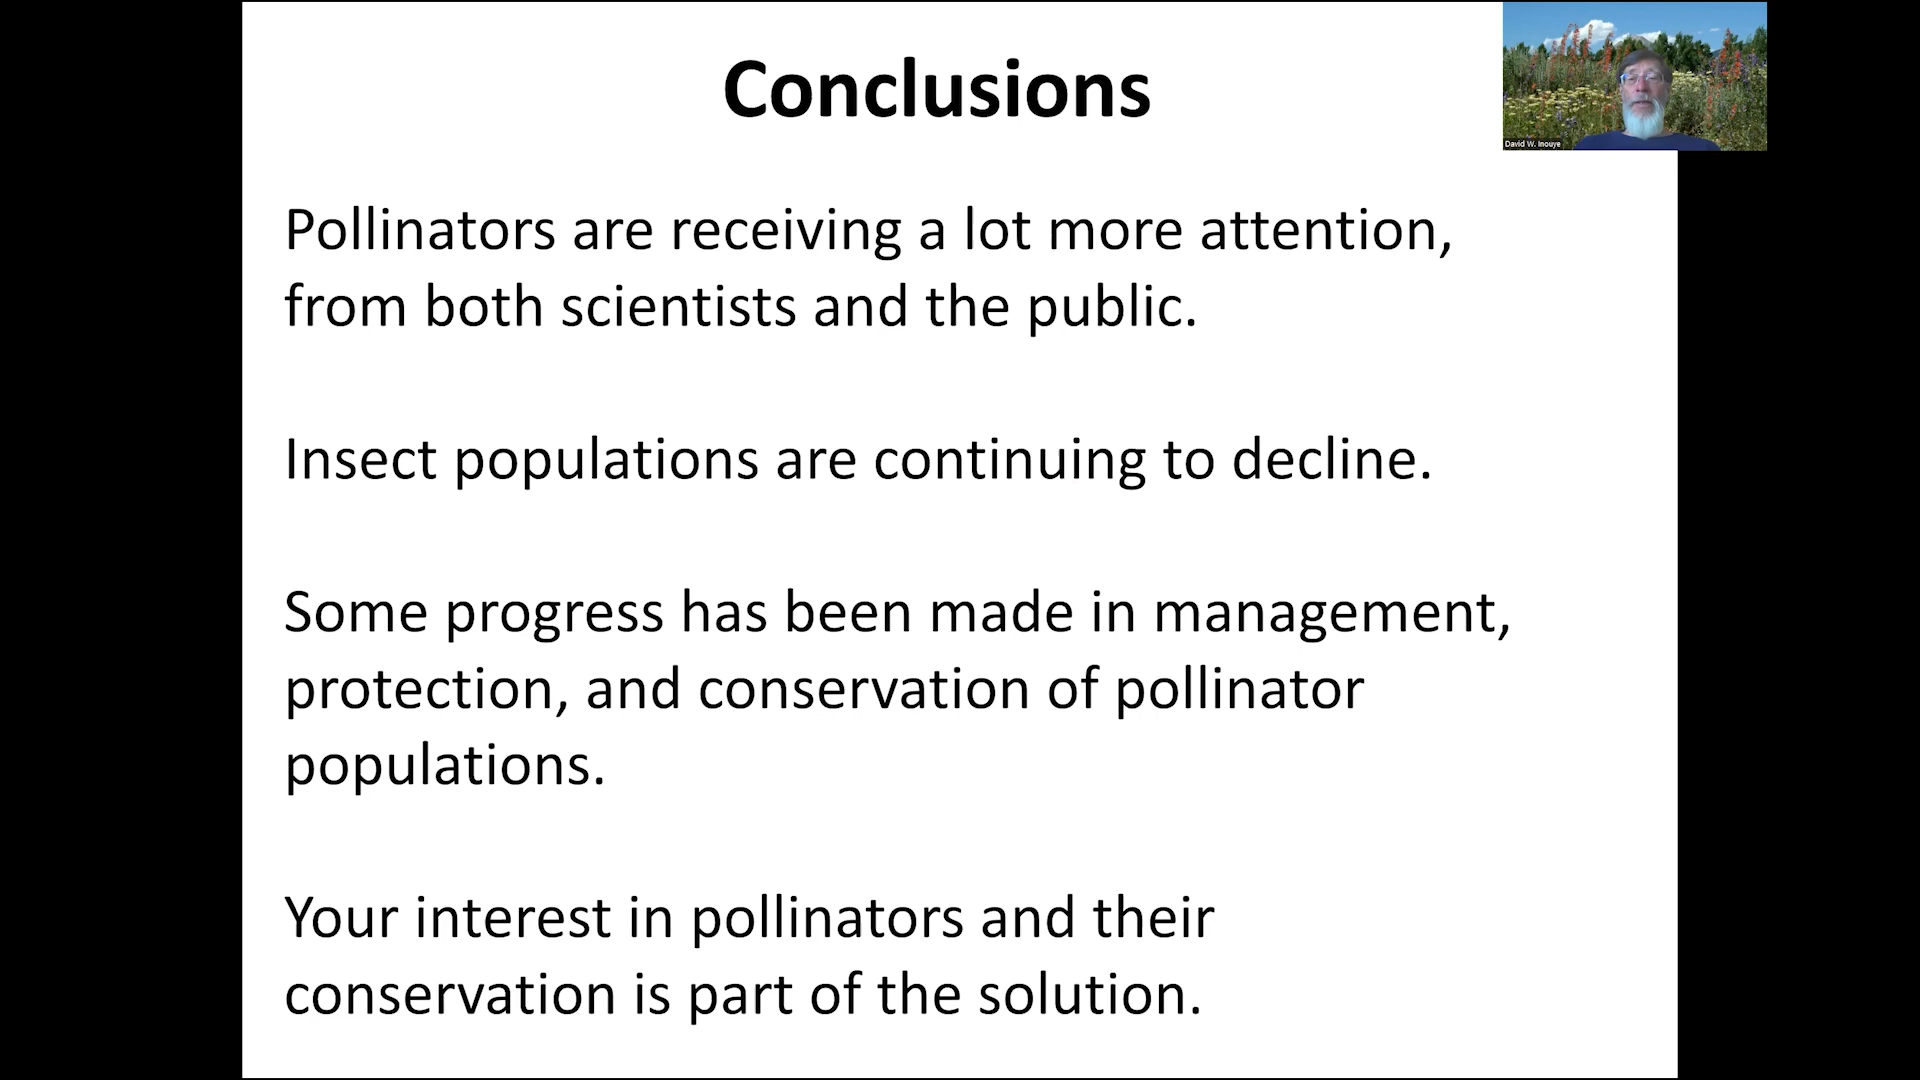 Conclusions
David W. Inouye
Pollinators are receiving a lot more attention,
from both scientists and the public.
Insect populations are continuing to decline.
Some progress has been made in management,
protection, and conservation of pollinator
populations.
Your interest in pollinators and their
conservation is part of the solution.